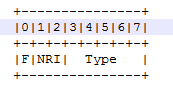 +---------------+
|0|1|2|3|4|5|6|7|
+-+-+-+-+-+-+-+-+
|F|NRI|  Type   |
+---------------+